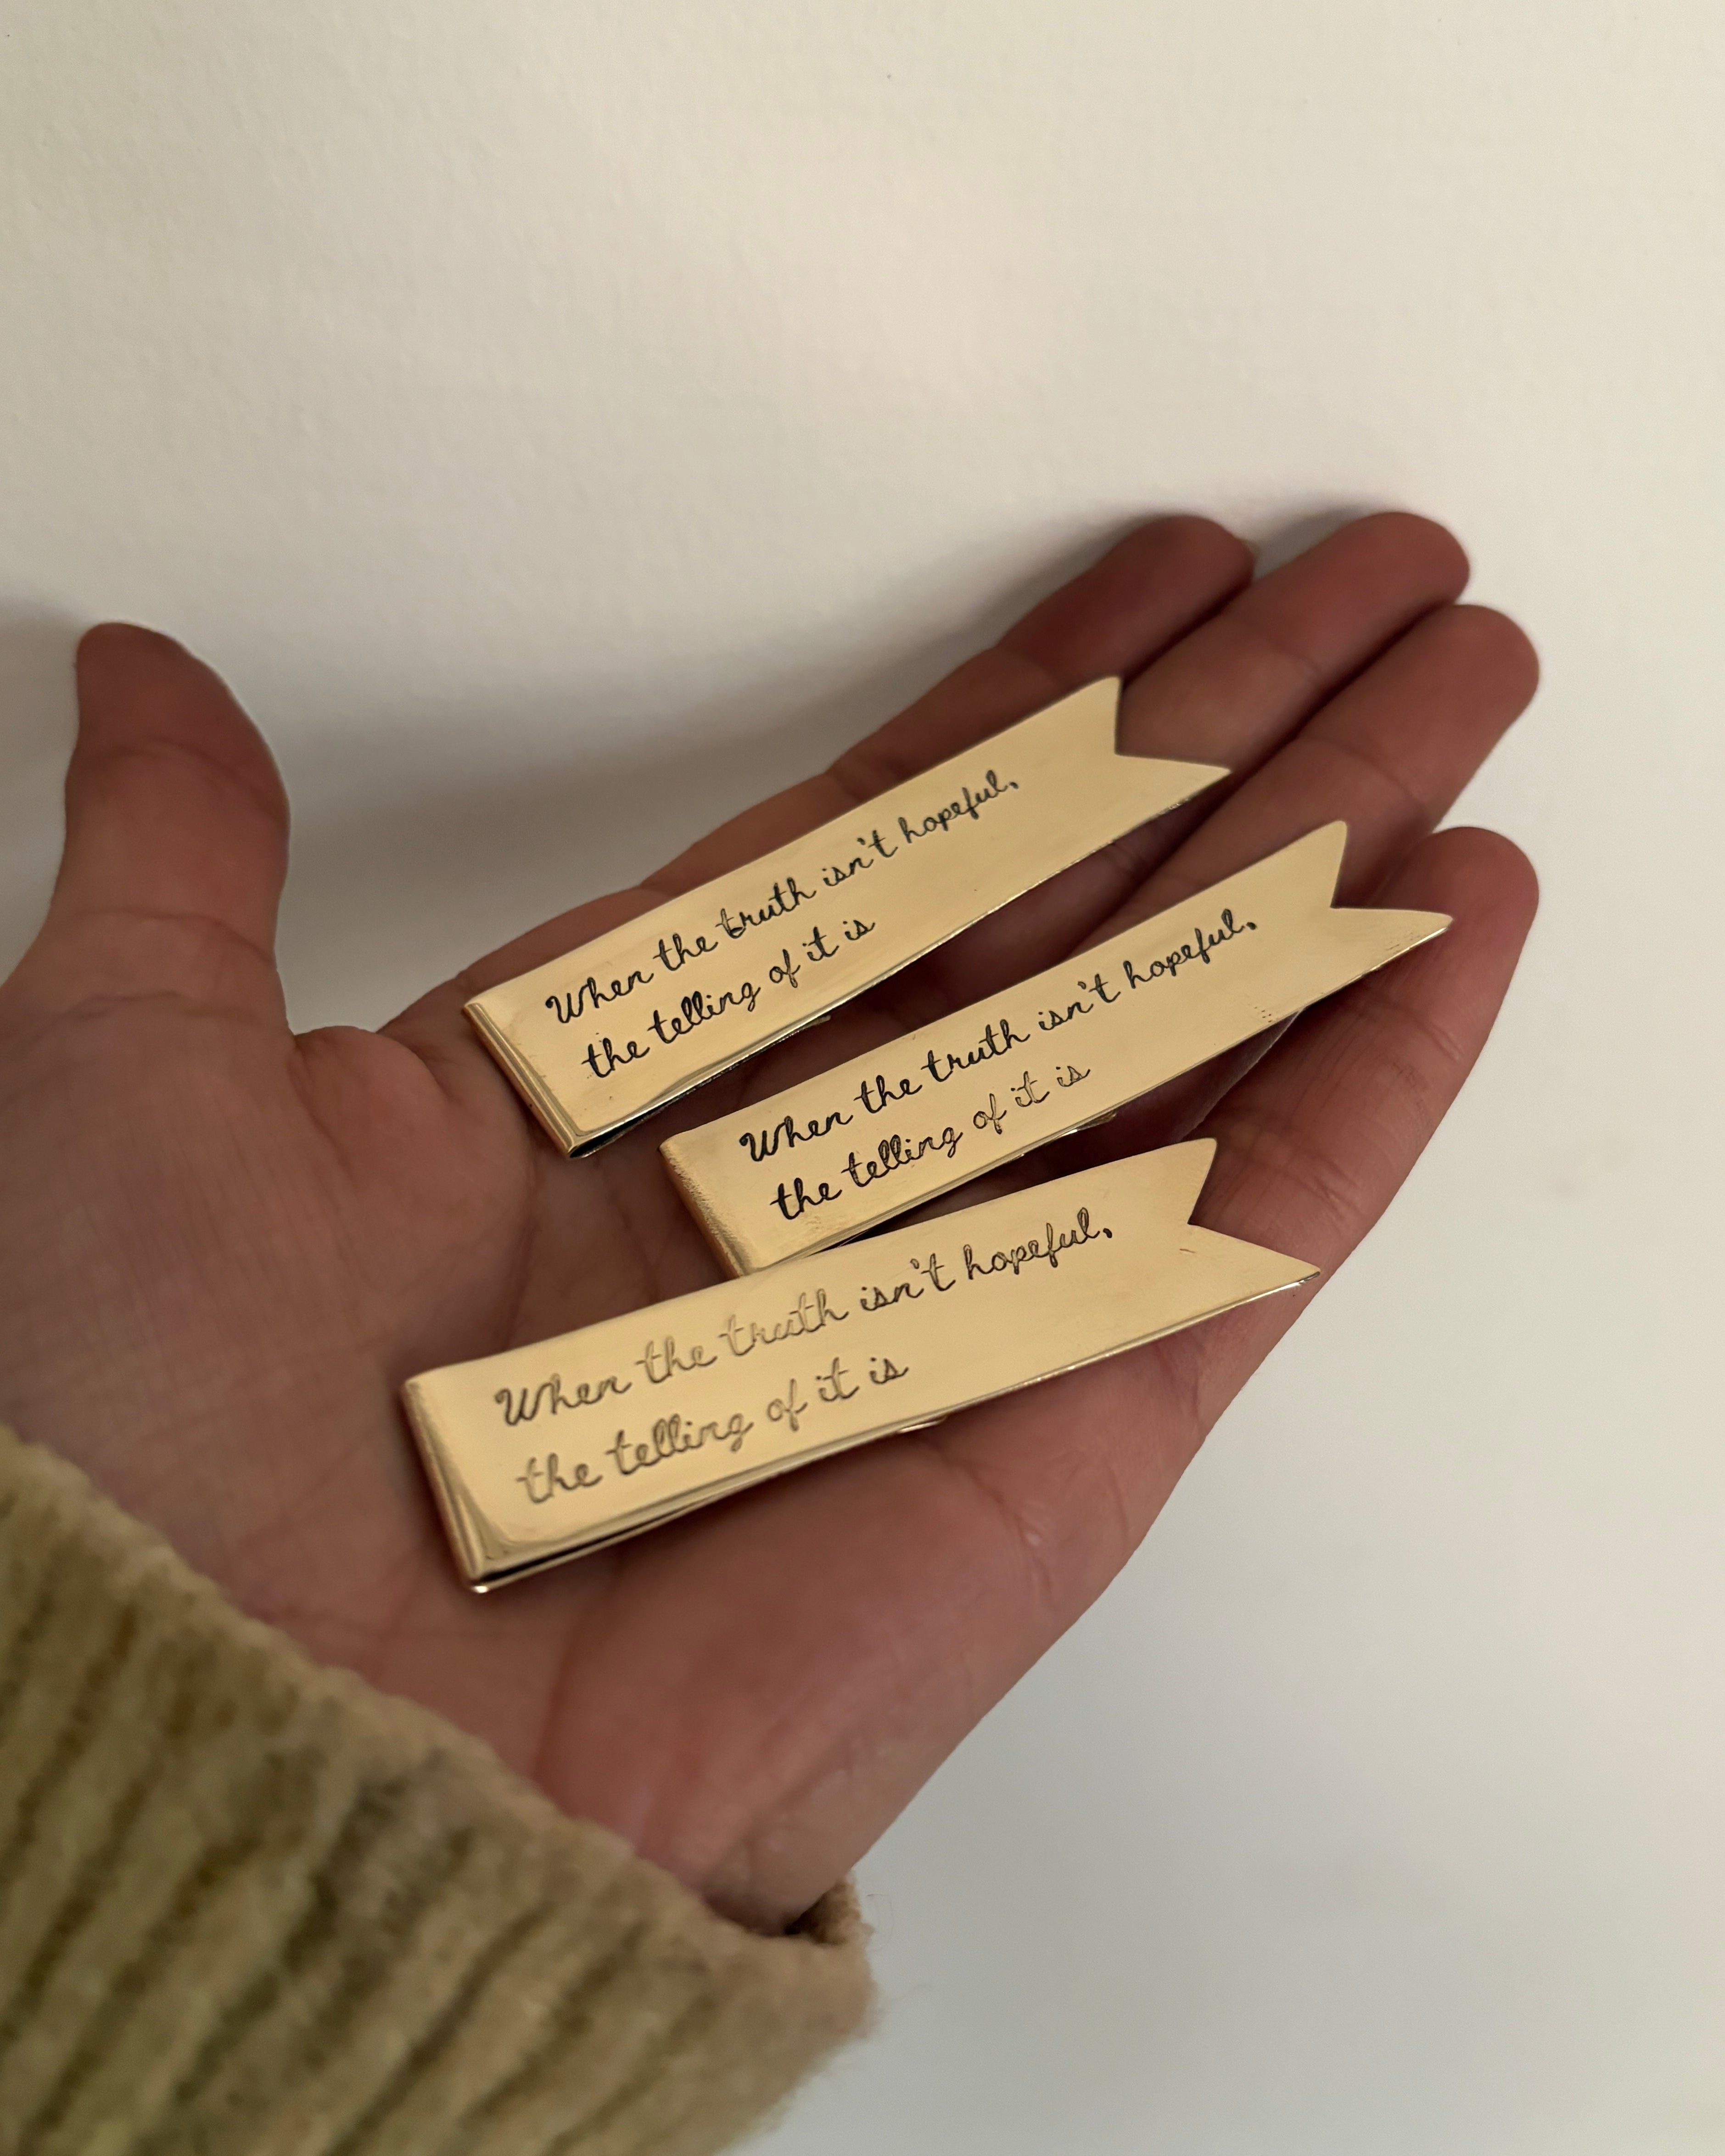 When the truth isn't hopeful,
the telling of it is
When the truth isn't hopeful,
the telling of it is
When the truth isn't hopeful,
the telling of it is